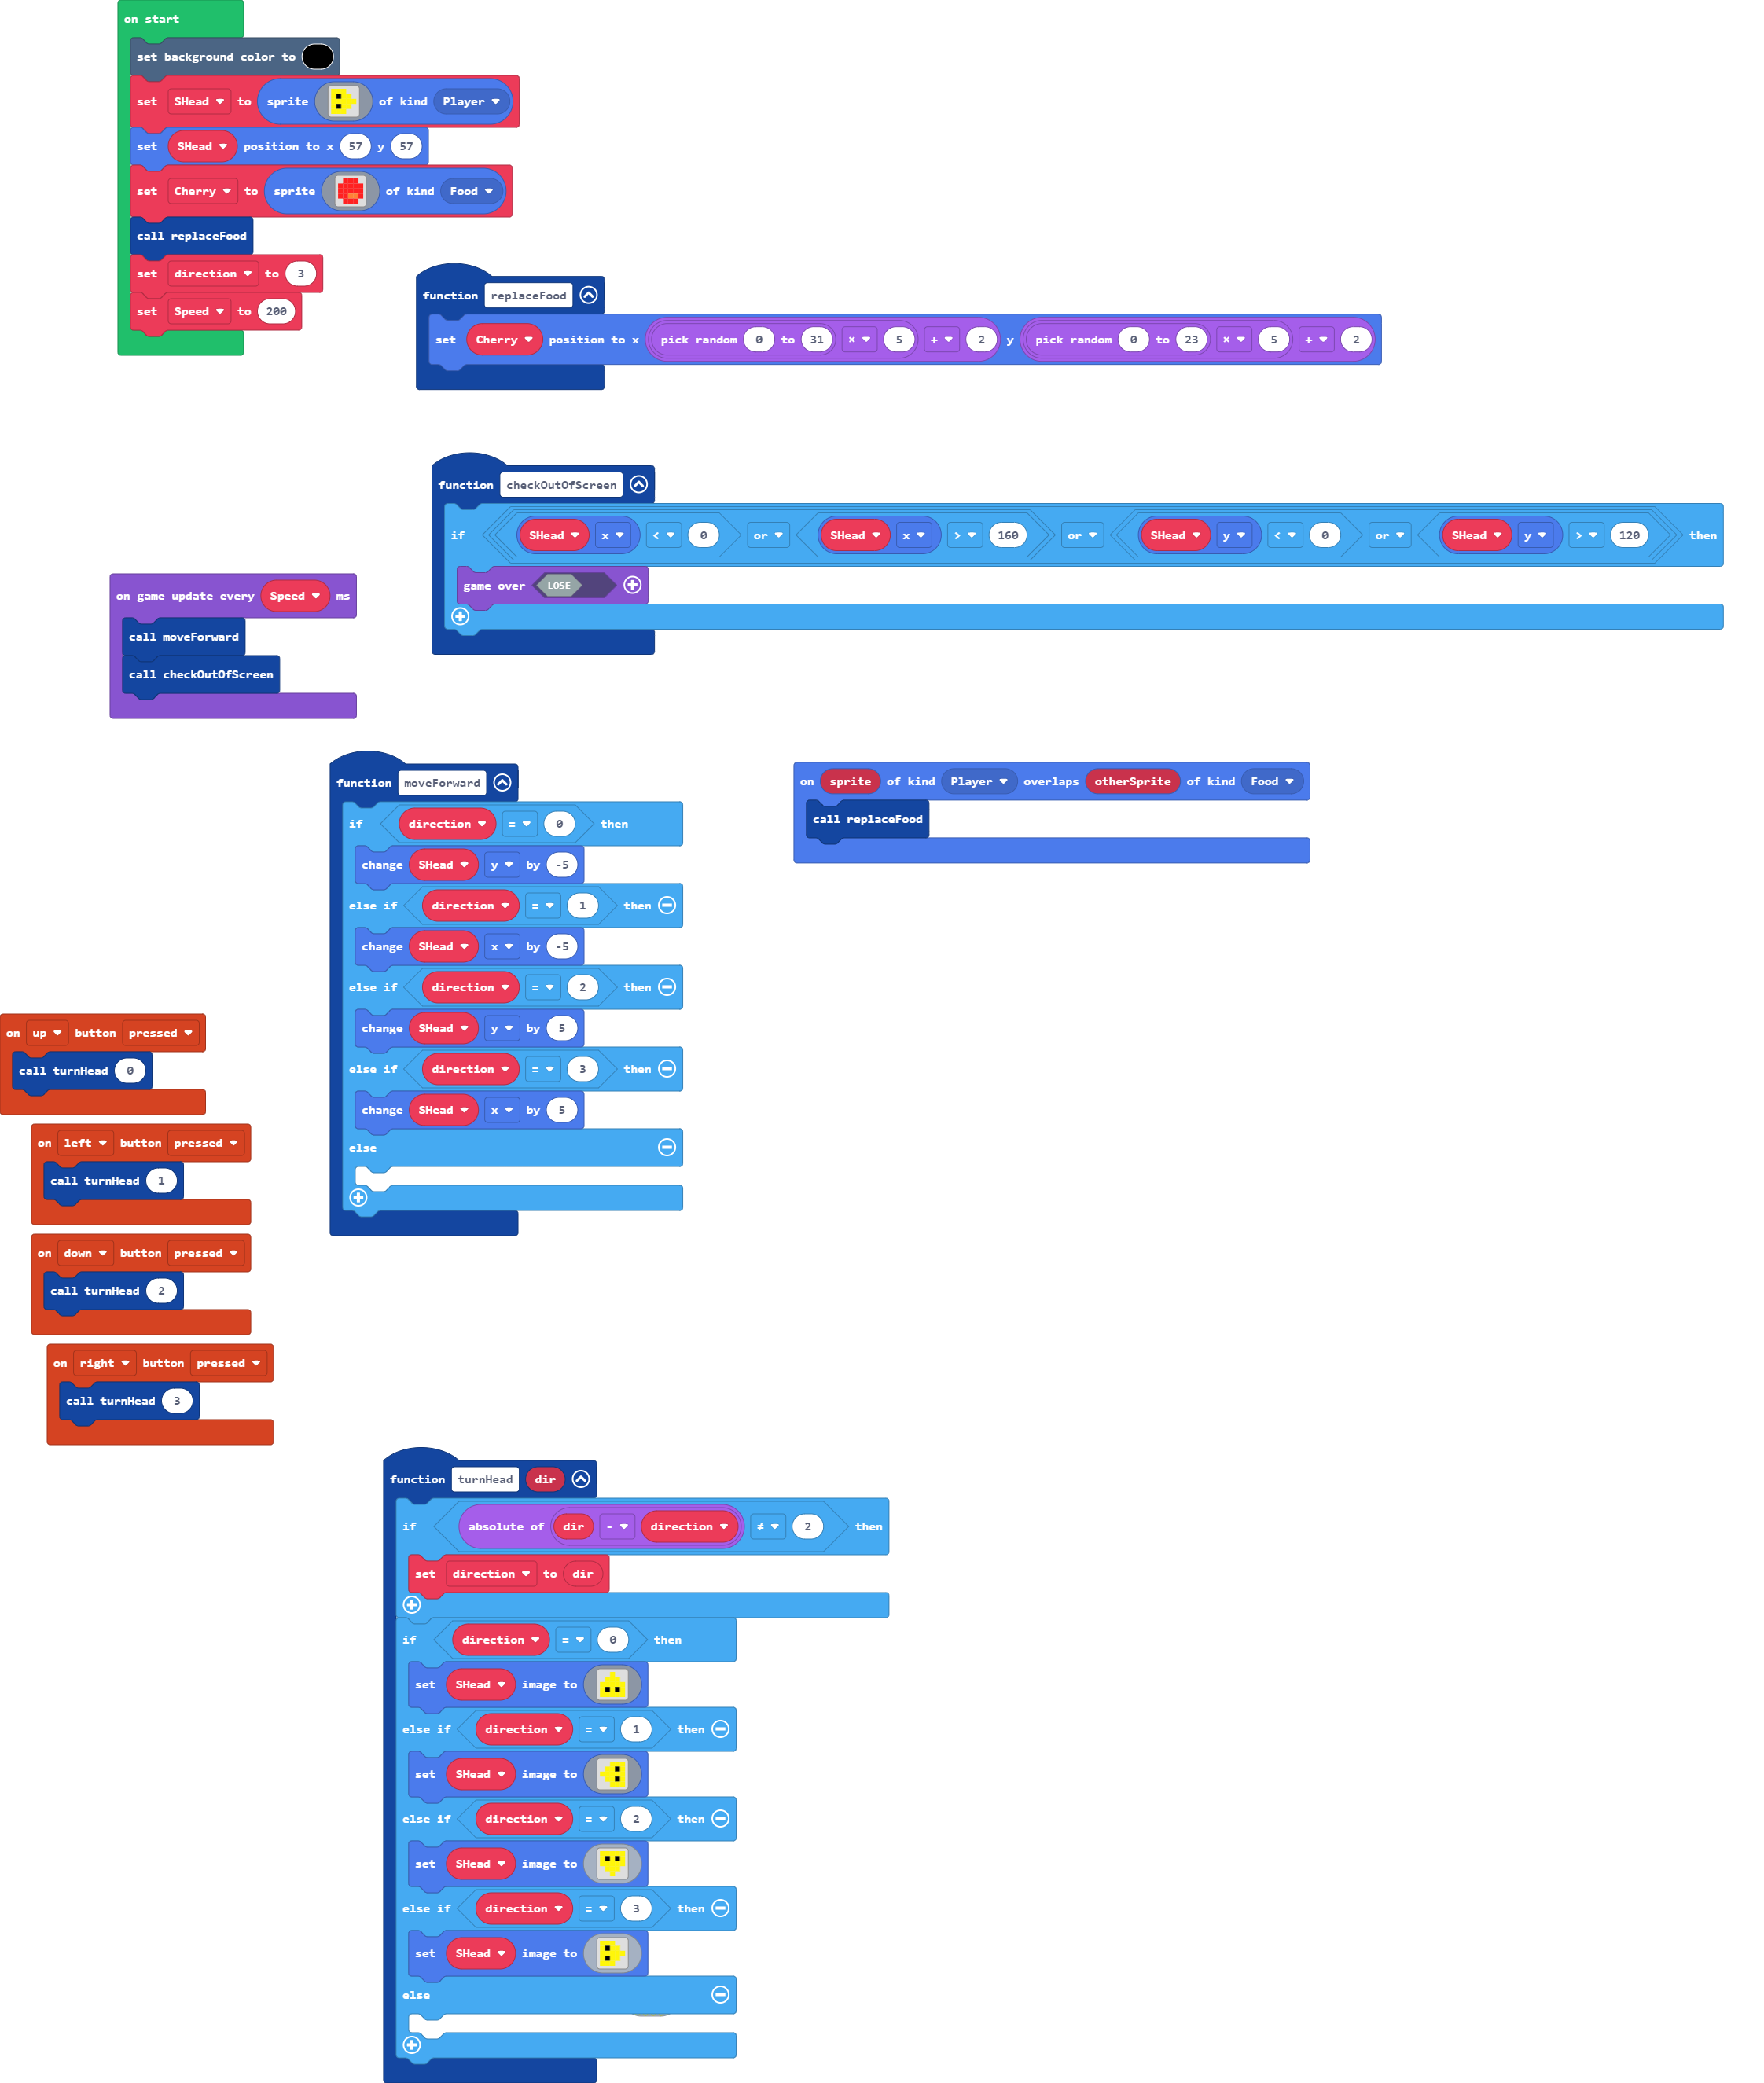 on start
set background color to
set SHead to sprite of kind Player
set SHead position to x 57 y 57
set Cherry to sprite of kind Food
call replaceFood
set direction to 3
set Speed to 200
function replaceFood
set Cherry position to x pick random 0 to 31 × 5 + 2 y pick random 0 to 23 × 5 + 2
function checkOutOfScreen
if SHead x < 0 or SHead x > 160 or SHead y < 0 or SHead y > 120 then
game over LOSE
on game update every Speed ms
call moveForward
call checkOutOfScreen
function moveForward
if direction = 0 then
change SHead y by -5
else if direction = 1 then
change SHead x by -5
else if direction = 2 then
change SHead y by 5
else if direction = 3 then
change SHead x by 5
else
on sprite of kind Player overlaps otherSprite of kind Food
call replaceFood
on up button pressed
call turnHead 0
on left button pressed
call turnHead 1
on down button pressed
call turnHead 2
on right button pressed
call turnHead 3
function turnHead dir
if absolute of dir - direction ≠ 2 then
set direction to dir
if direction = 0 then
set SHead image to
else if direction = 1 then
set SHead image to
else if direction = 2 then
set SHead image to
else if direction = 3 then
set SHead image to
else